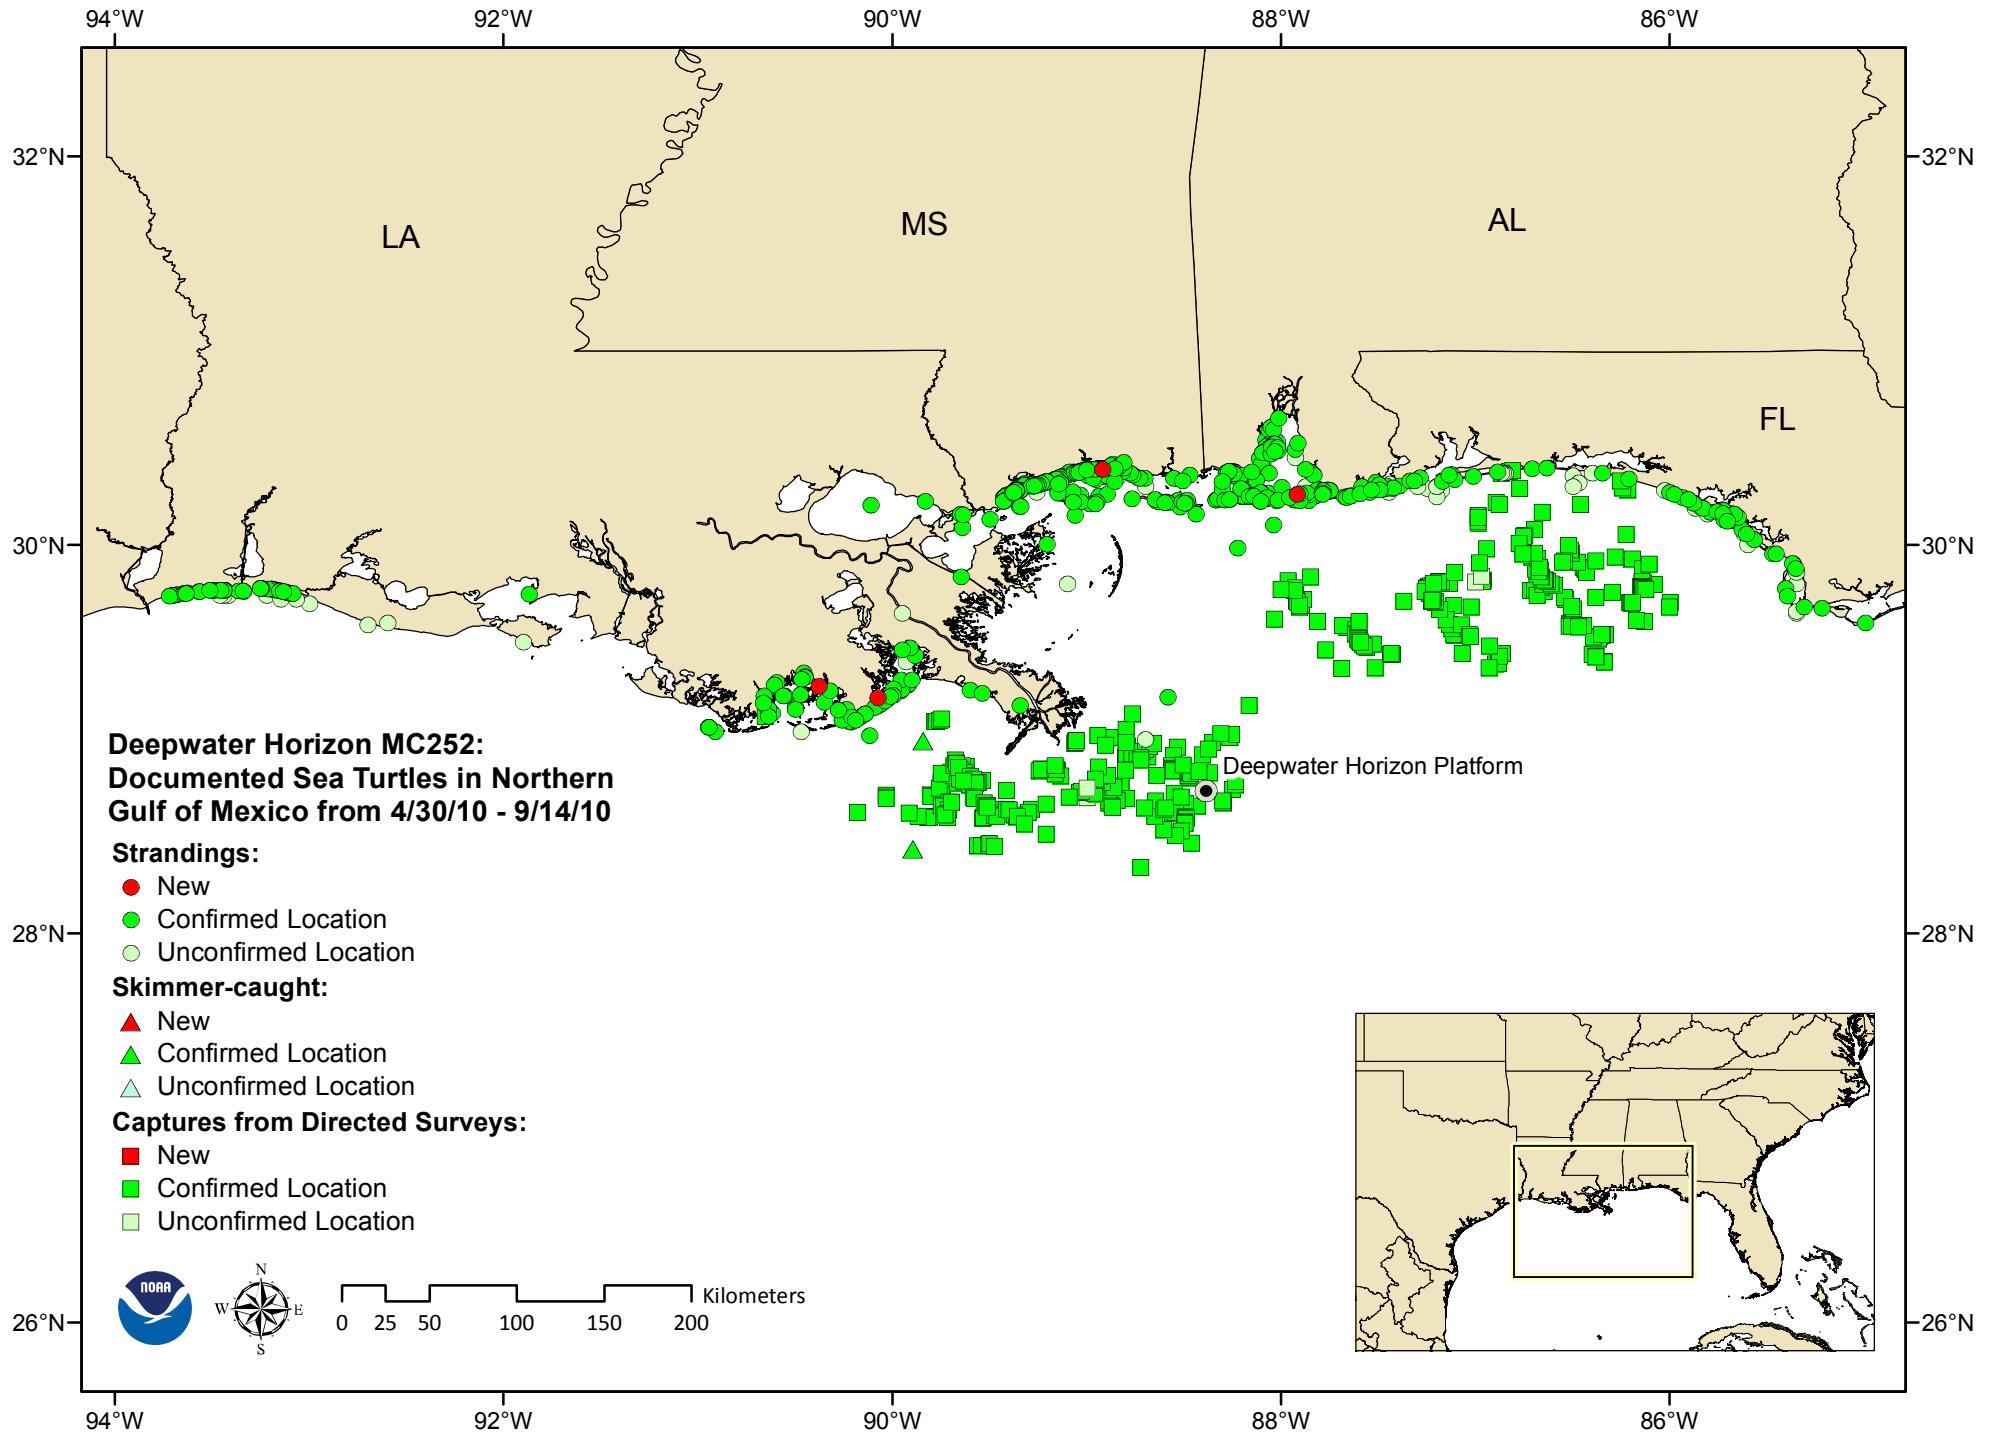 94°W 92°W 90°W 88°W 86°W
32°N 32°N
LA MS AL
FL
30°N 30°N
Deepwater Horizon Platform
Deepwater Horizon MC252:
Documented Sea Turtles in Northern
Gulf of Mexico from 4/30/10 - 9/14/10
Strandings:
New
Confirmed Location
28°N 28°N
Unconfirmed Location
Skimmer-caught:
New
Confirmed Location
Unconfirmed Location
Captures from Directed Surveys:
New
Confirmed Location
Unconfirmed Location
NOAA
N
W E
S
Kilometers
0 25 50 100 150 200
26°N 26°N
94°W 92°W 90°W 88°W 86°W